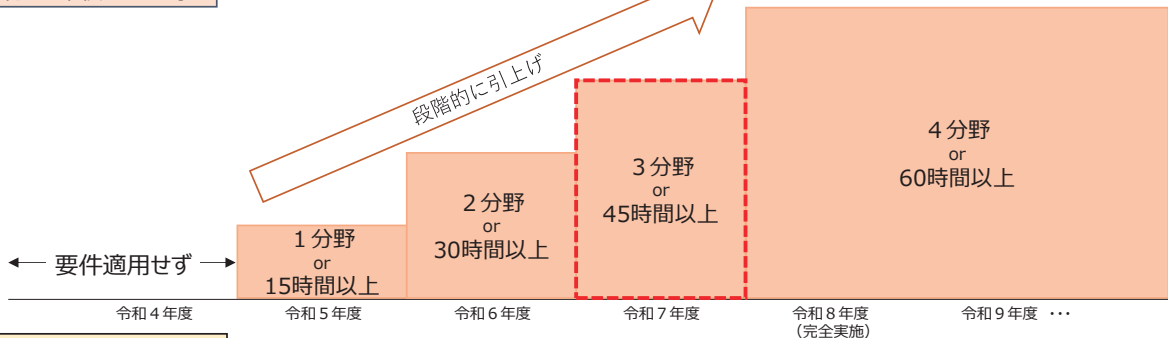 段階的に引上げ
4分野
or
60時間以上
3分野
or
45時間以上
2分野
or
30時間以上
1分野
or
15時間以上
要件適用せず
令和4年度
令和5年度
令和6年度
令和7年度
令和8年度
(完全実施)
令和9年度 ･･･